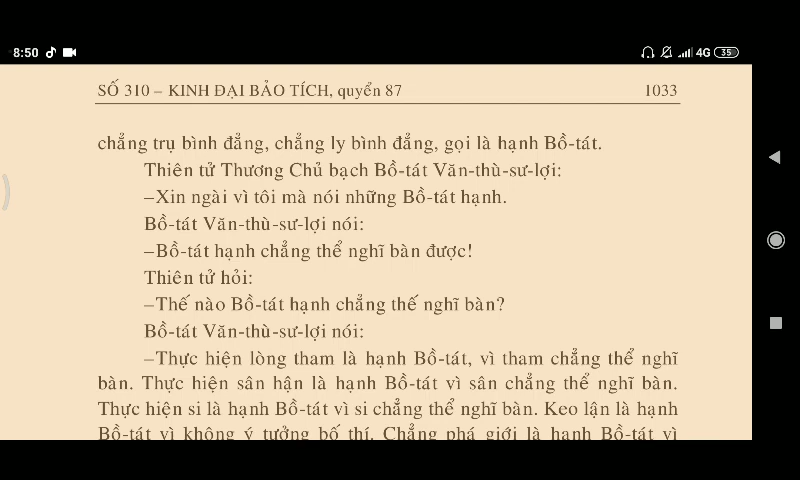 8:50
4G 35
SỐ 310 – KINH ĐẠI BẢO TÍCH, quyển 87 1033
chẳng trụ bình đẳng, chẳng ly bình đẳng, gọi là hạnh Bồ-tát.
Thiên tử Thương Chủ bạch Bồ-tát Văn-thù-sư-lợi:
–Xin ngài vì tôi mà nói những Bồ-tát hạnh.
Bồ-tát Văn-thù-sư-lợi nói:
–Bồ-tát hạnh chẳng thể nghĩ bàn được!
Thiên tử hỏi:
–Thế nào Bồ-tát hạnh chẳng thế nghĩ bàn?
Bồ-tát Văn-thù-sư-lợi nói:
–Thực hiện lòng tham là hạnh Bồ-tát, vì tham chẳng thể nghĩ
bàn. Thực hiện sân hận là hạnh Bồ-tát vì sân chẳng thể nghĩ bàn.
Thực hiện si là hạnh Bồ-tát vì si chẳng thể nghĩ bàn. Keo lận là hạnh
Bồ-tát vì không ý tưởng bố thí. Chẳng phá giới là hạnh Bồ-tát vì